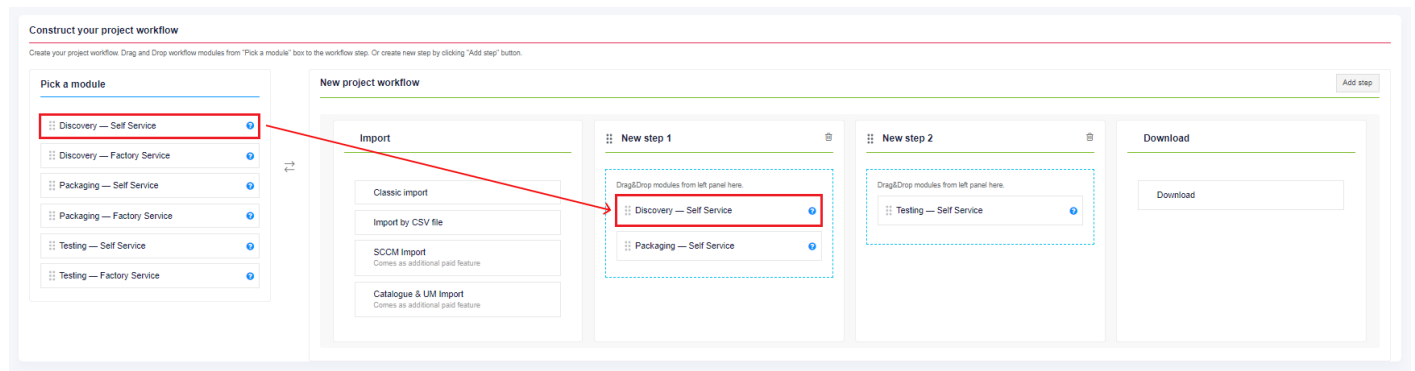 Construct your project workflow
Create your project workflow. Drag and Drop workflow modules from "Pick a module" box to the workflow step. Or create new step by clicking "Add step" button.
Pick a module
Discovery — Self Service
Discovery — Factory Service
Packaging — Self Service
Packaging — Factory Service
Testing — Self Service
Testing — Factory Service
New project workflow
Add step
Import
Classic import
Import by CSV file
SCCM Import
Comes as additional paid feature
Catalogue & UM Import
Comes as additional paid feature
New step 1
Drag&Drop modules from left panel here.
Discovery — Self Service
Packaging — Self Service
New step 2
Drag&Drop modules from left panel here.
Testing — Self Service
Download
Download